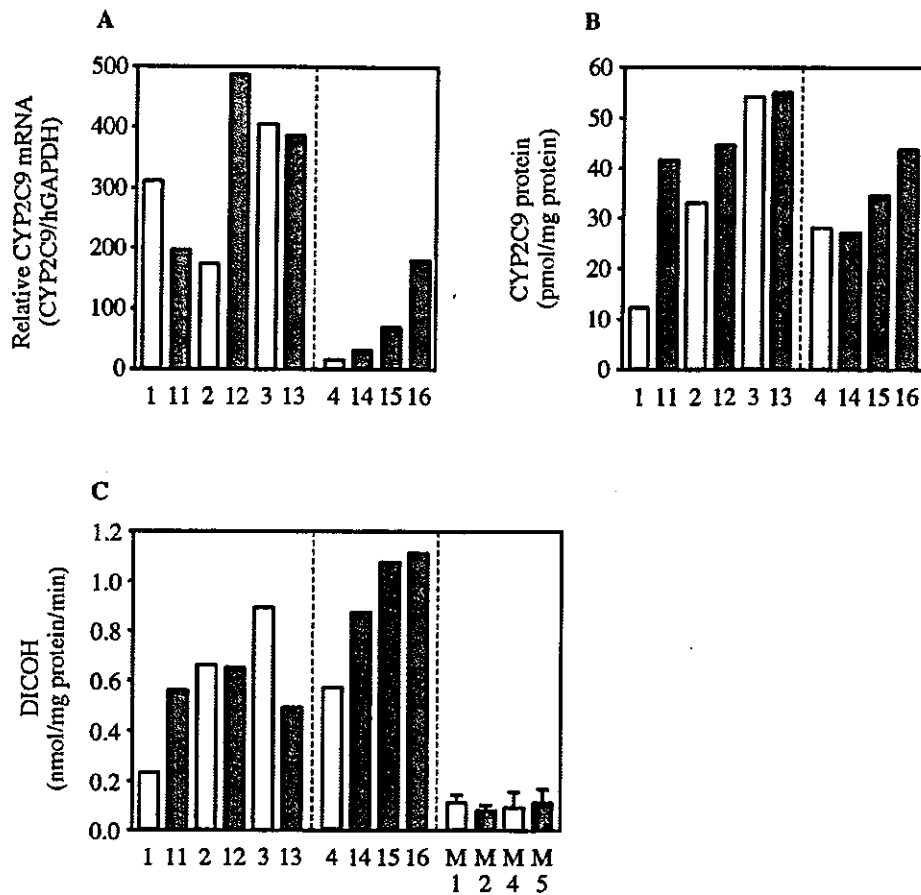 A
Relative CYP2C9 mRNA
(CYP2C9/hGAPDH)
500
400
300
200
100
0
1 11 2 12 3 13 4 14 15 16
B
CYP2C9 protein
(pmol/mg protein)
60
50
40
30
20
10
0
1 11 2 12 3 13 4 14 15 16
C
DICOH
(nmol/mg protein/min)
1.2
1.0
0.8
0.6
0.4
0.2
0.0
1 11 2 12 3 13 4 14 15 16 M M M M
1 2 4 5